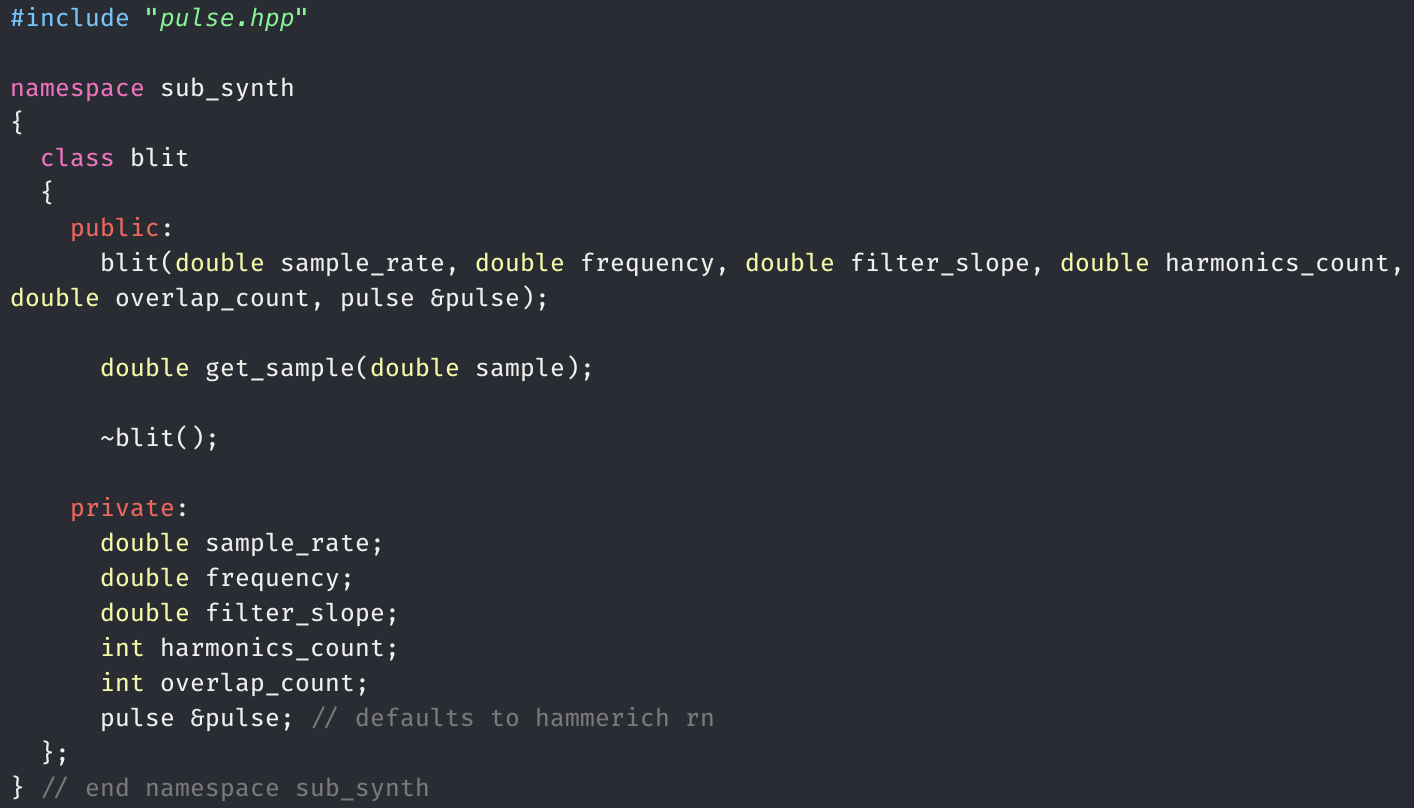 #include "pulse.hpp"
namespace sub_synth
{
class blit
{
public:
blit(double sample_rate, double frequency, double filter_slope, double harmonics_count,
double overlap_count, pulse &pulse);
double get_sample(double sample);
~blit();
private:
double sample_rate;
double frequency;
double filter_slope;
int harmonics_count;
int overlap_count;
pulse &pulse; // defaults to hammerich rn
};
} // end namespace sub_synth